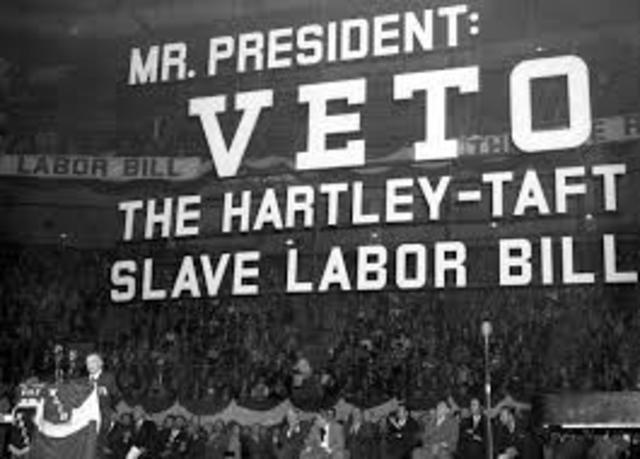 MR. PRESIDENT:
VETO
THE HARTLEY-TAFT
SLAVE LABOR BILL
LABOR BILL